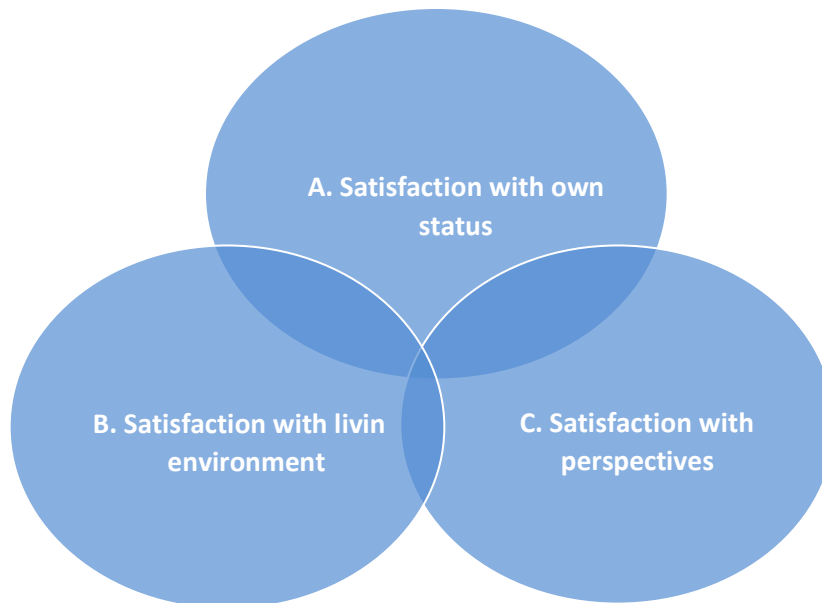 A. Satisfaction with own
status
B. Satisfaction with livin
environment
C. Satisfaction with
perspectives